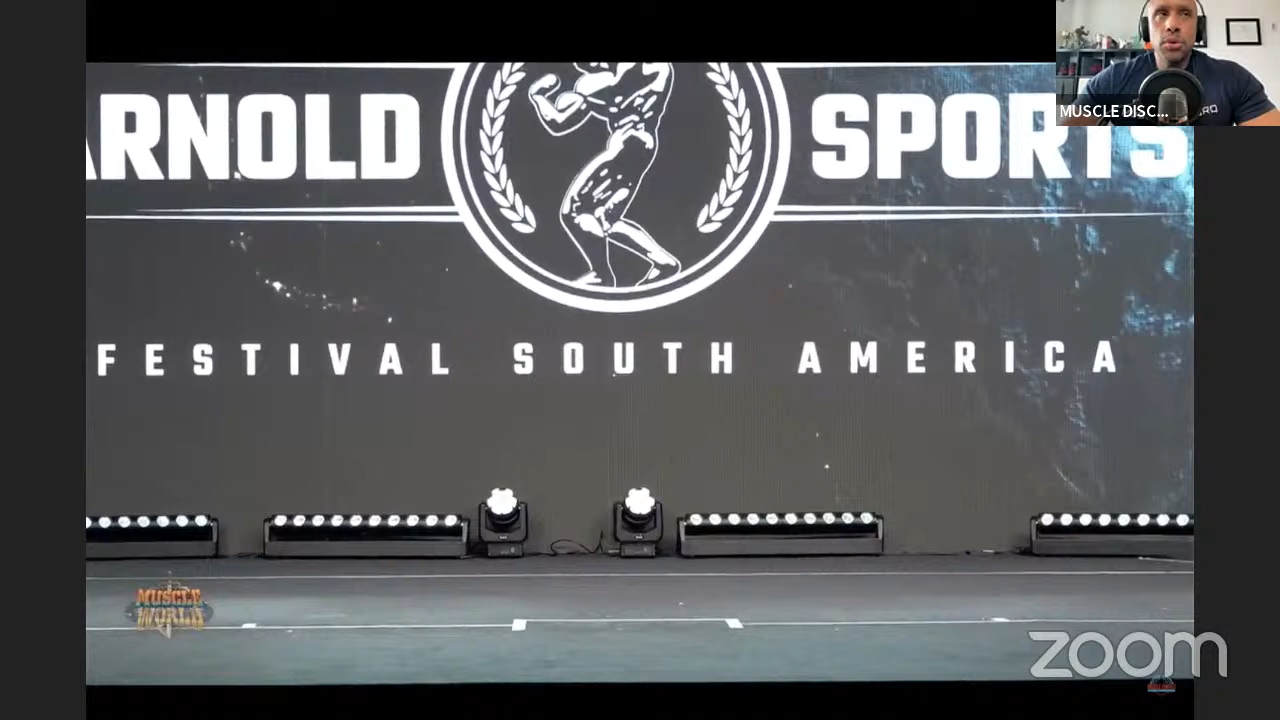 ARNOLD SPORTS
MUSCLE DISC...
FESTIVAL SOUTH AMERICA
MUSCLE
WORLD
zoom